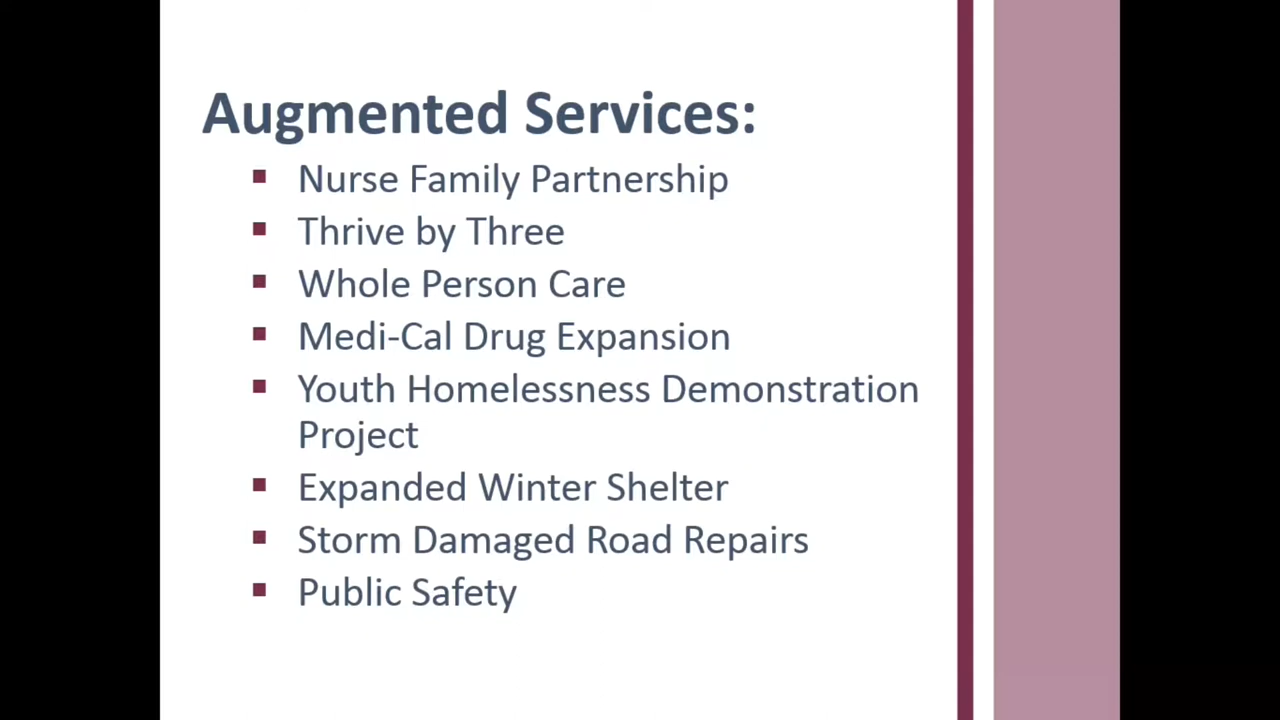 Augmented Services:
Nurse Family Partnership
Thrive by Three
Whole Person Care
Medi-Cal Drug Expansion
Youth Homelessness Demonstration
Project
Expanded Winter Shelter
Storm Damaged Road Repairs
Public Safety